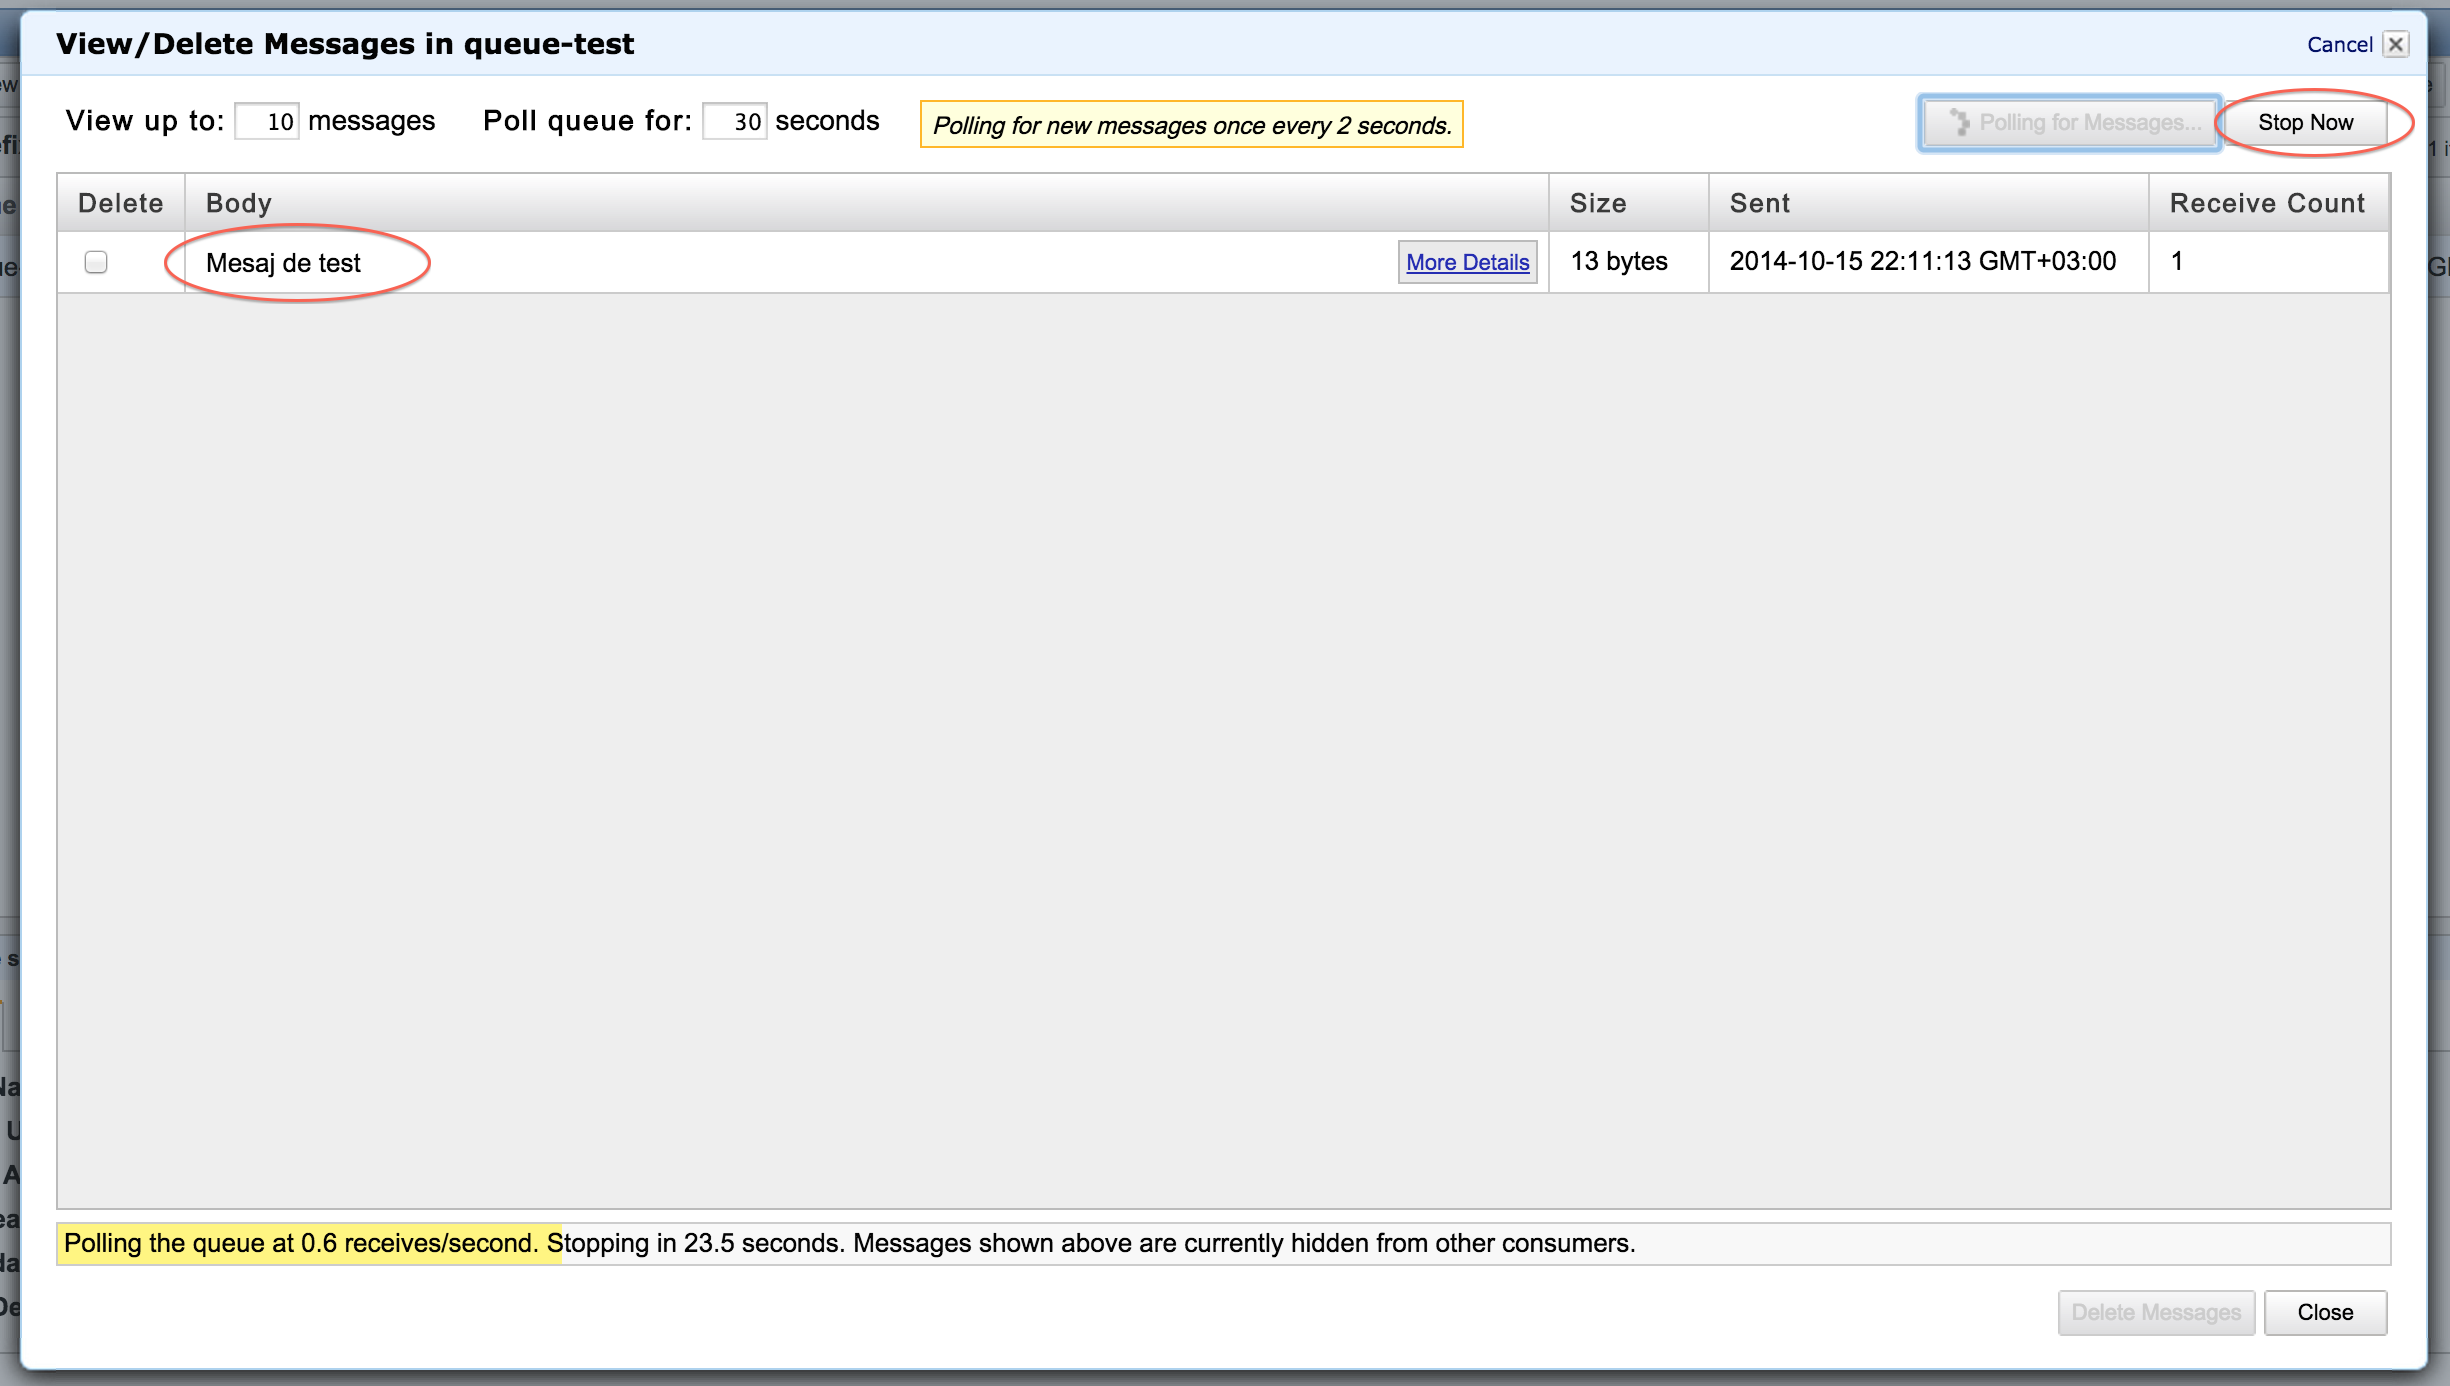 View/Delete Messages in queue-test
Cancel
View up to: 10 messages Poll queue for: 30 seconds Polling for new messages once every 2 seconds. Polling for Messages... Stop Now
Delete Body Size Sent Receive Count
Mesaj de test More Details 13 bytes 2014-10-15 22:11:13 GMT+03:00 1
Polling the queue at 0.6 receives/second. Stopping in 23.5 seconds. Messages shown above are currently hidden from other consumers.
Delete Messages Close